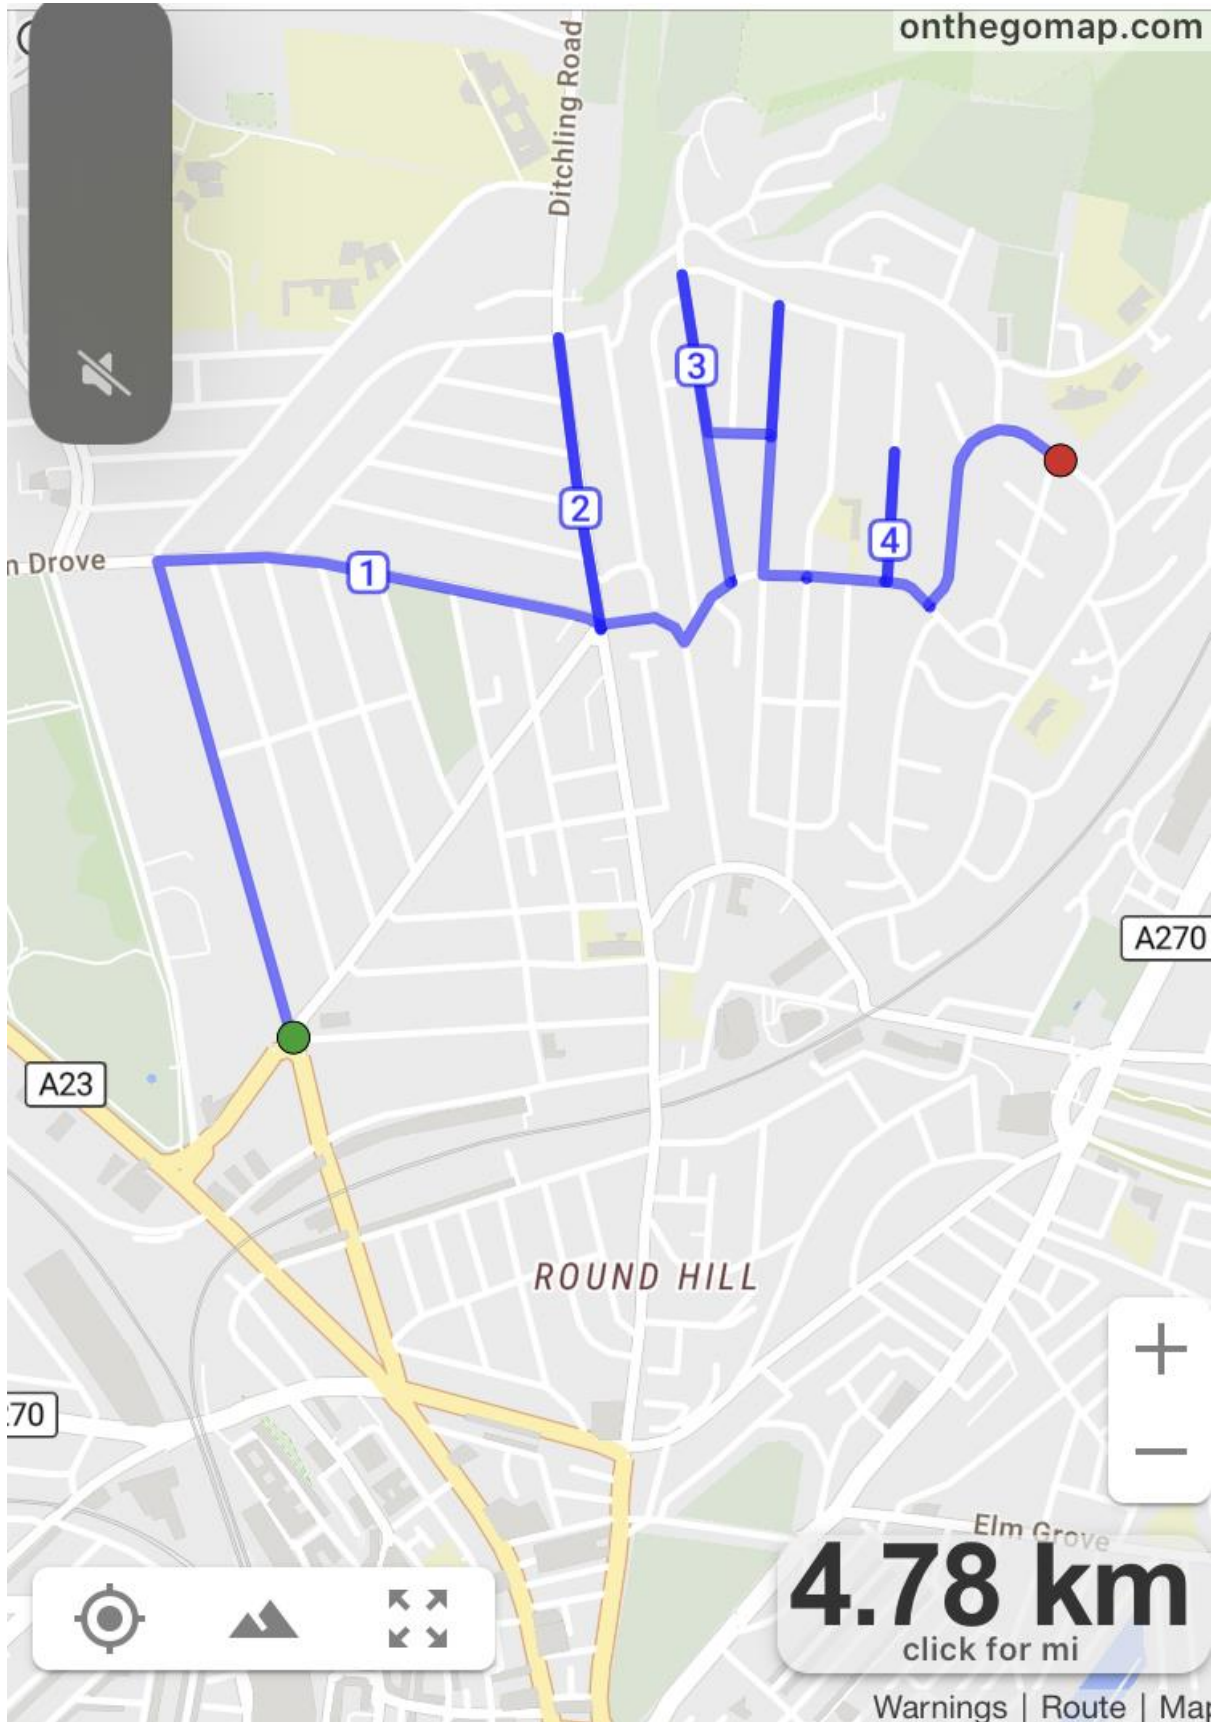 onthegomap.com
Ditchling Road
3
2
4
n Drove
1
A270
A23
ROUND HILL
70
Elm Grove
4.78 km
click for mi
Warnings | Route | Map